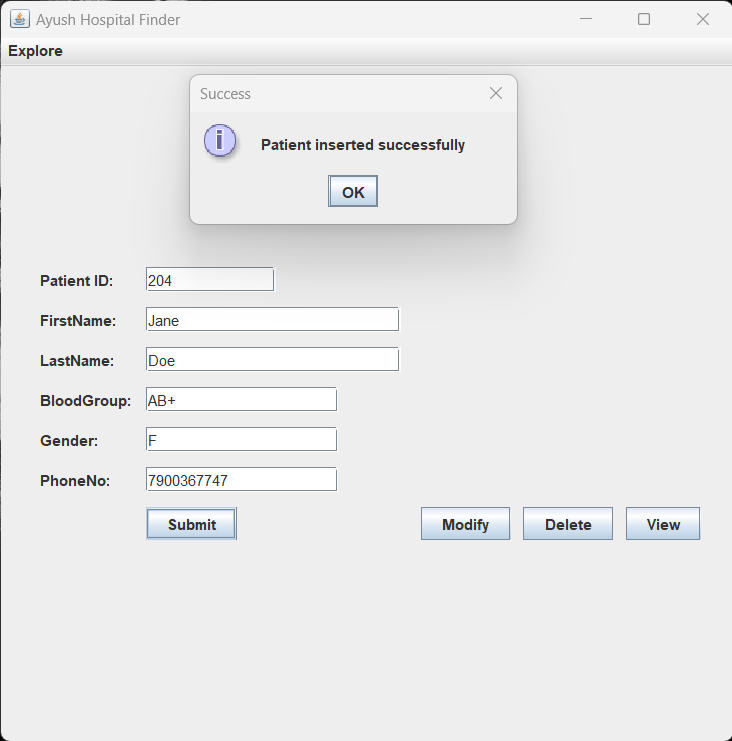 Ayush Hospital Finder
Explore
Success
i
Patient inserted successfully
OK
Patient ID: 204
FirstName: Jane
LastName: Doe
BloodGroup: AB+
Gender: F
PhoneNo: 7900367747
Submit Modify Delete View